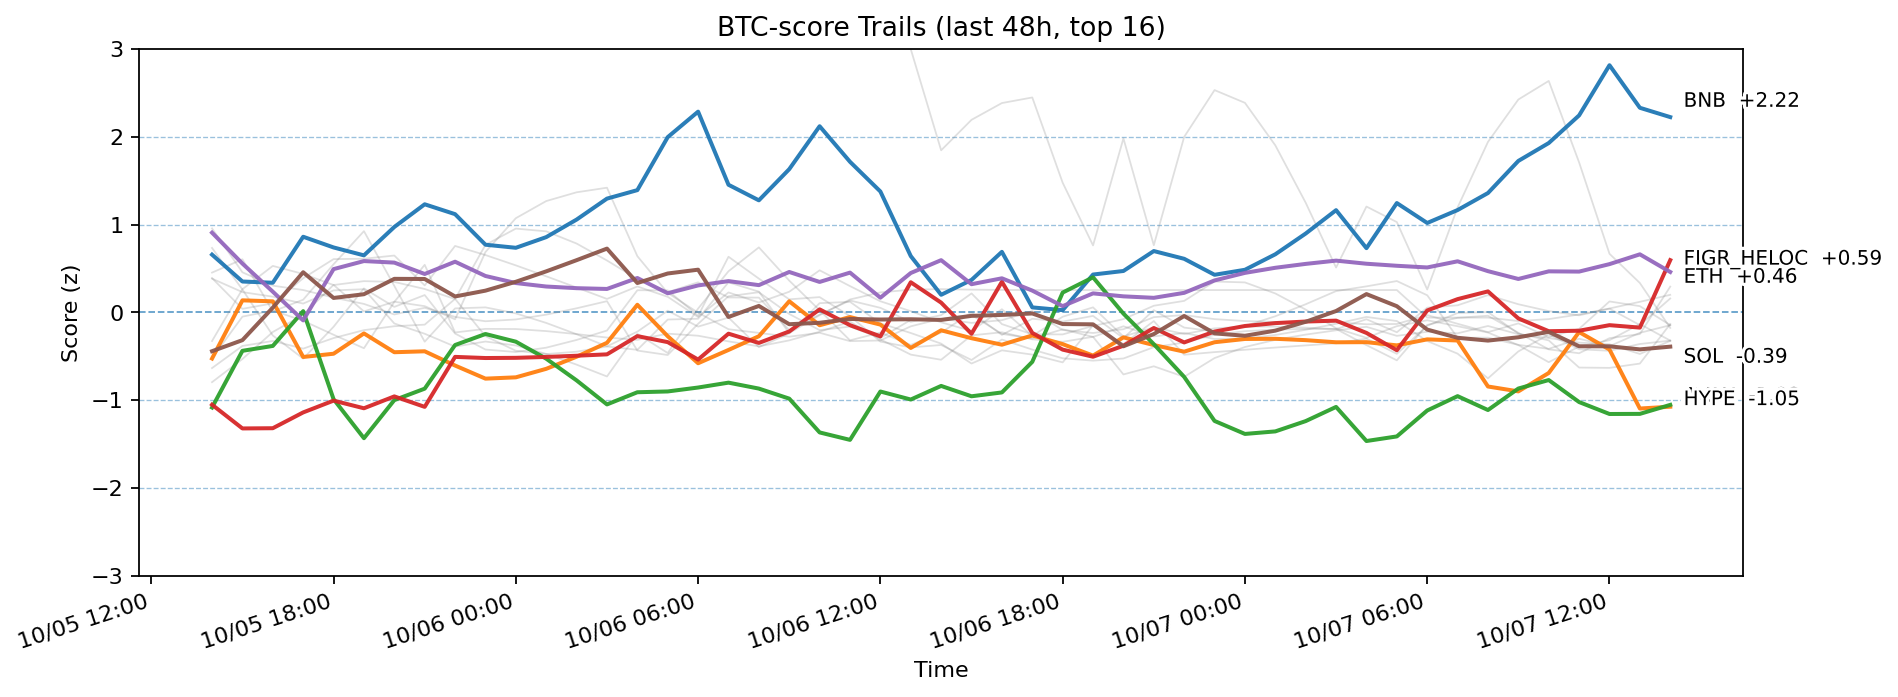 BTC-score Trails (last 48h, top 16)
3
2
1
0
−1
−2
−3
Score (z)
BNB +2.22
FIGR_HELOC +0.59
ETH +0.46
SOL -0.39
HYPE -1.05
10/05 12:00
10/05 18:00
10/06 00:00
10/06 06:00
10/06 12:00
10/06 18:00
10/07 00:00
10/07 06:00
10/07 12:00
Time